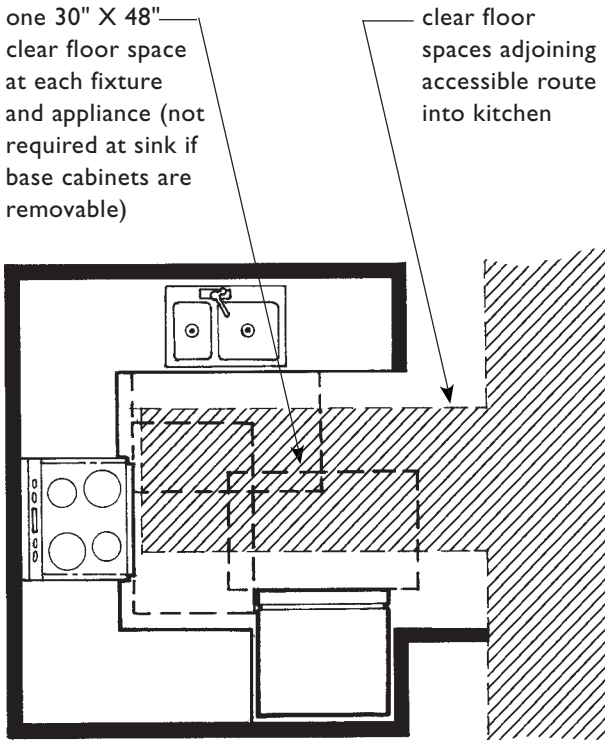 one 30" X 48"
clear floor space
at each fixture
and appliance (not
required at sink if
base cabinets are
removable)
clear floor
spaces adjoining
accessible route
into kitchen